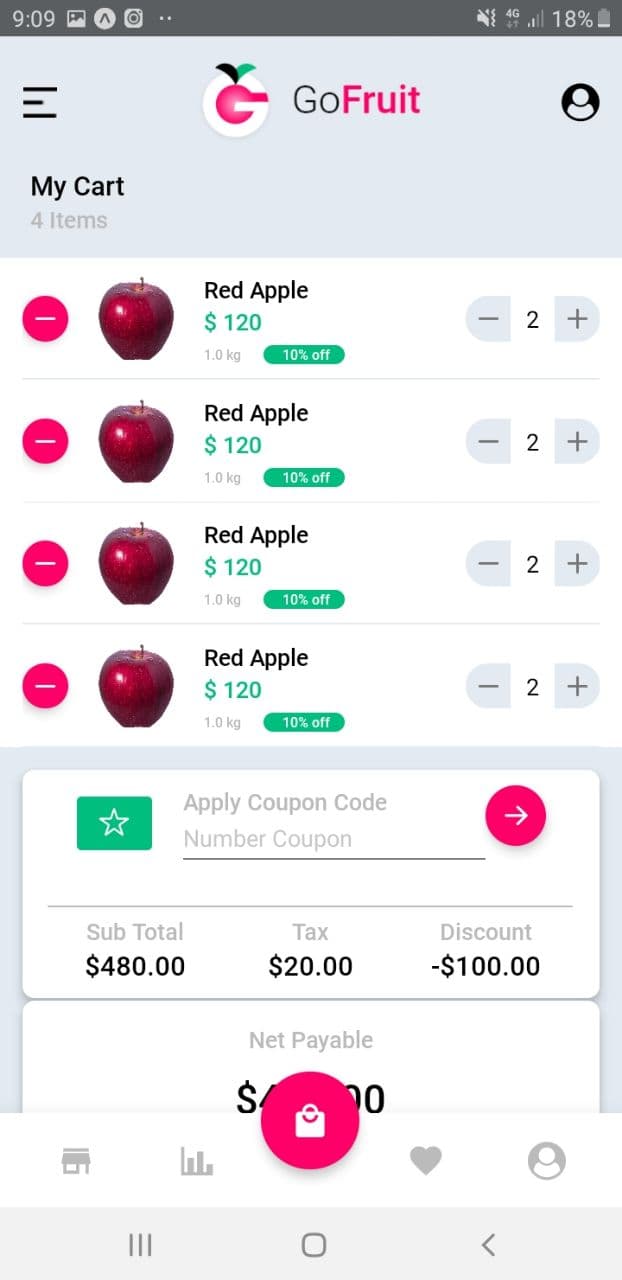 9:09 4G 18%
GoFruit
My Cart
4 Items
Red Apple
$ 120
2
1.0 kg 10% off
Red Apple
$ 120
2
1.0 kg 10% off
Red Apple
$ 120
2
1.0 kg 10% off
Red Apple
$ 120
2
1.0 kg 10% off
Apply Coupon Code
Number Coupon
Sub Total Tax Discount
$480.00 $20.00 -$100.00
Net Payable